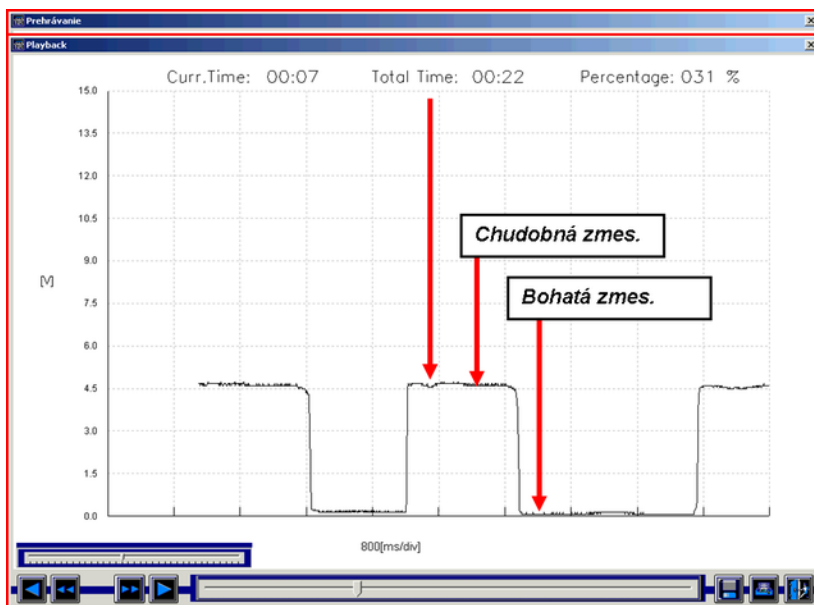 Prehrávanie
Playback
Curr.Time: 00:07 Total Time: 00:22 Percentage: 031 %
15.0
13.5
12.0
10.5
Chudobná zmes.
9.0
[V]
Bohatá zmes.
7.5
6.0
4.5
3.0
1.5
0.0
800[ms/div]